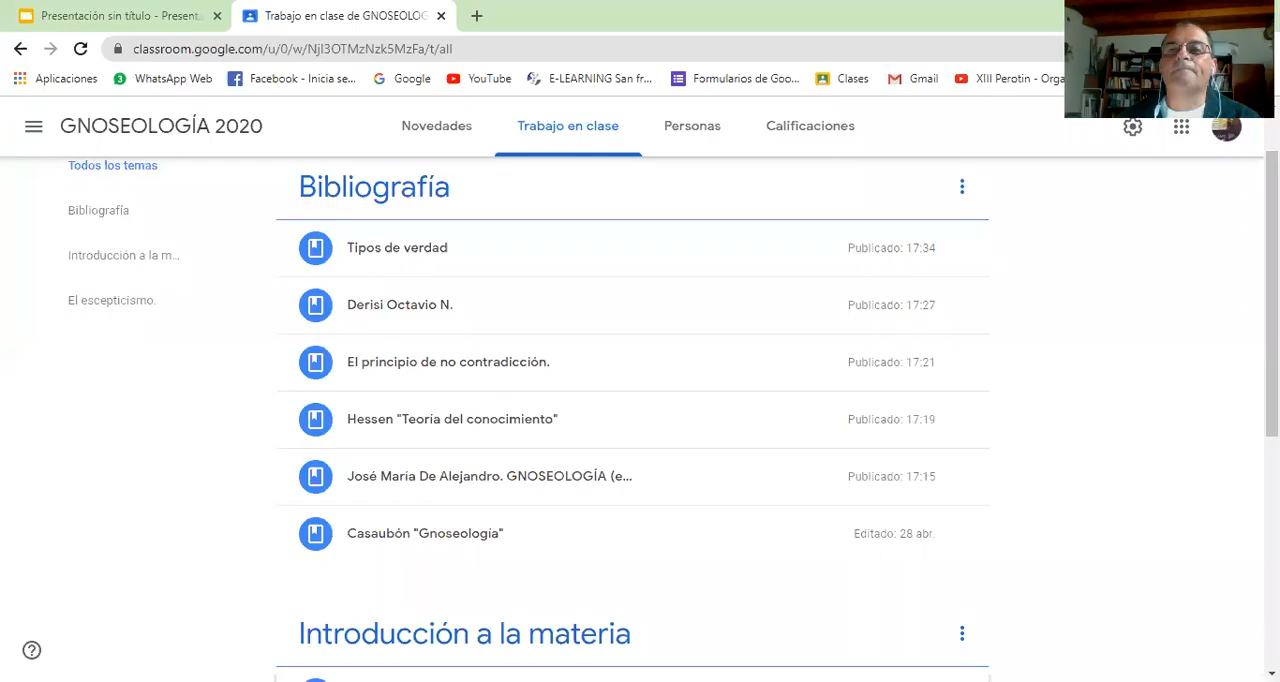 Presentación sin título - Present
Trabajo en clase de GNOSEOLOG
classroom.google.com/u/0/w/NjI3OTMzNzk5MzFa/t/all
Aplicaciones
WhatsApp Web
Facebook - Inicia se...
Google
YouTube
E-LEARNING San fr...
Formularios de Goo...
Clases
Gmail
XIII Perotin - Orga
GNOSEOLOGÍA 2020
Novedades
Trabajo en clase
Personas
Calificaciones
Todos los temas
Bibliografía
Introducción a la m...
El escepticismo.
Bibliografía
Tipos de verdad
Publicado: 17:34
Derisi Octavio N.
Publicado: 17:27
El principio de no contradicción.
Publicado: 17:21
Hessen "Teoría del conocimiento"
Publicado: 17:19
José María De Alejandro. GNOSEOLOGÍA (e...
Publicado: 17:15
Casaubón "Gnoseología"
Editado: 28 abr.
Introducción a la materia